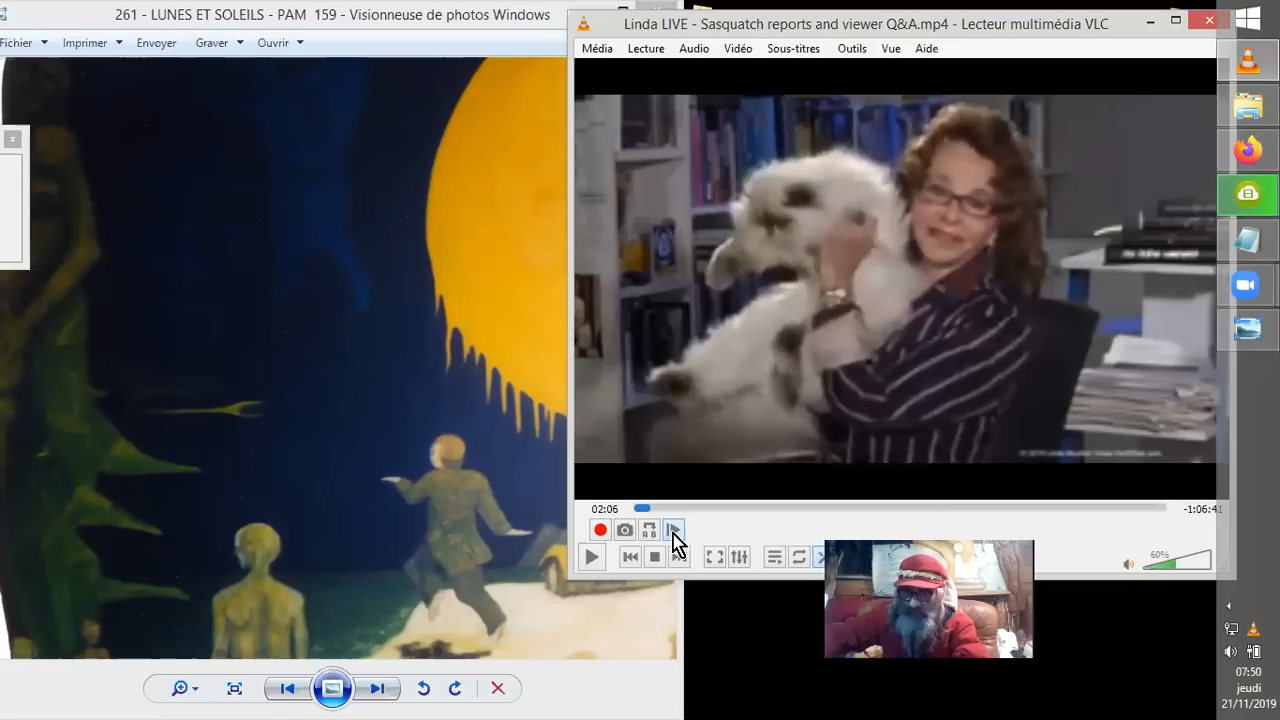 261 - LUNES ET SOLEILS - PAM 159 - Visionneuse de photos Windows
Fichier Imprimer Envoyer Graver Ouvrir
Linda LIVE - Sasquatch reports and viewer Q&A.mp4 - Lecteur multimédia VLC
Média Lecture Audio Vidéo Sous-titres Outils Vue Aide
02:06
-1:06:41
A B
60%
07:50
jeudi
21/11/2019